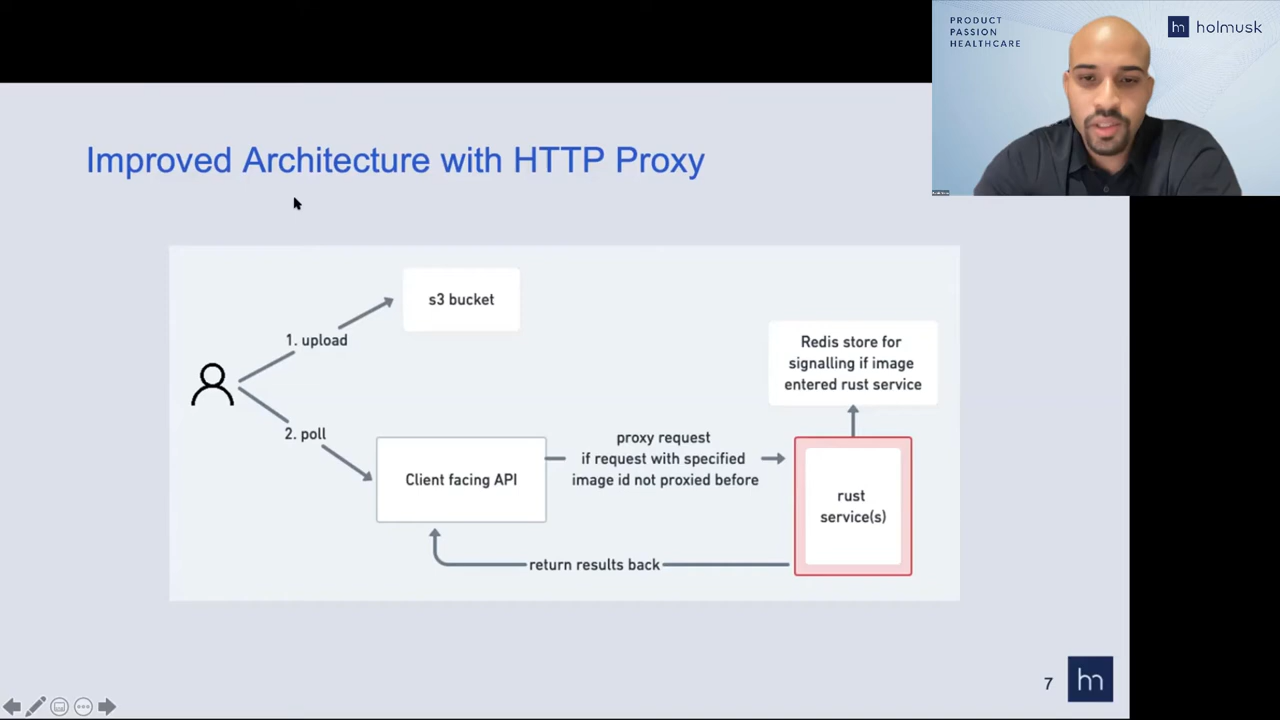 PRODUCT
PASSION
HEALTHCARE
hm holmusk
Improved Architecture with HTTP Proxy
s3 bucket
1. upload
Redis store for
signalling if image
entered rust service
2. poll
Client facing API
proxy request
if request with specified
image id not proxied before
rust
service(s)
return results back
7
hm